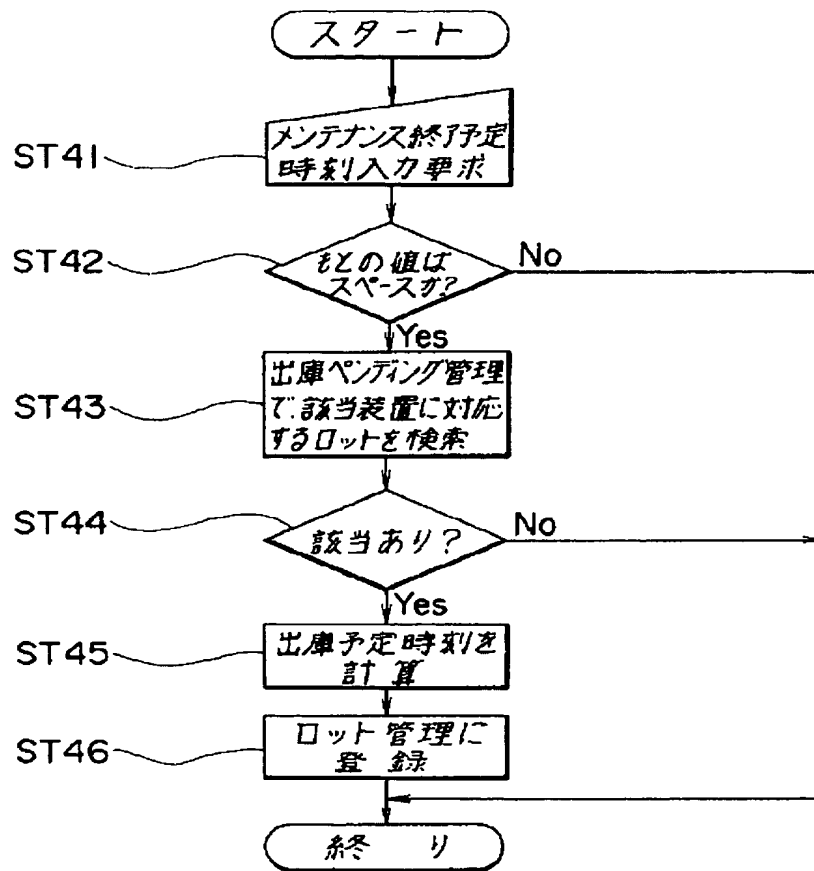 スタート
ST41
メンテナンス終了予定
時刻入力要求
ST42
もとの値は
スペースか?
No
Yes
ST43
出庫ペンディング管理
で、該当装置に対応
するロットを検索
ST44
該当あり?
No
Yes
ST45
出庫予定時刻を
計算
ST46
ロット管理に
登録
終り